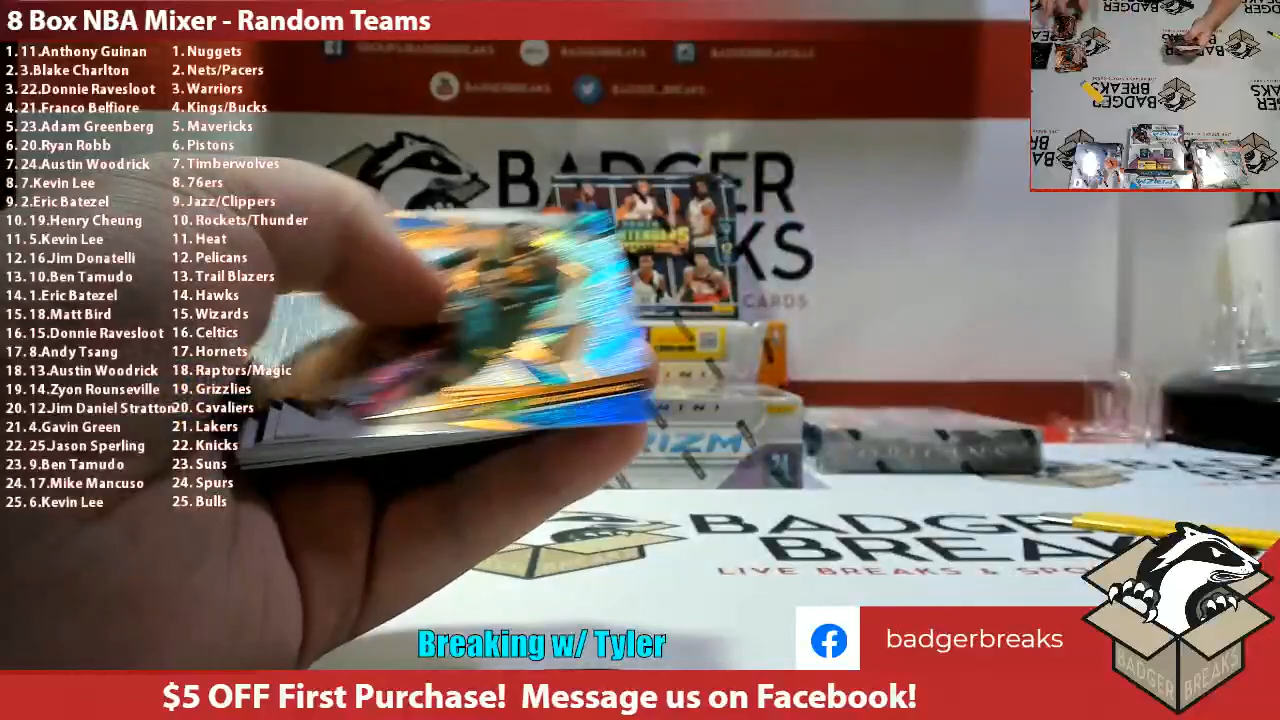 8 Box NBA Mixer - Random Teams
1. 11.Anthony Guinan 1. Nuggets
2. 3.Blake Charlton 2. Nets/Pacers
3. 22.Donnie Ravesloot 3. Warriors
4. 21.Franco Belfiore 4. Kings/Bucks
5. 23.Adam Greenberg 5. Mavericks
6. 20.Ryan Robb 6. Pistons
7. 24.Austin Woodrick 7. Timberwolves
8. 7.Kevin Lee 8. 76ers
9. 2.Eric Batezel 9. Jazz/Clippers
10. 19.Henry Cheung 10. Rockets/Thunder
11. 5.Kevin Lee 11. Heat
12. 16.Jim Donatelli 12. Pelicans
13. 10.Ben Tamudo 13. Trail Blazers
14. 1.Eric Batezel 14. Hawks
15. 18.Matt Bird 15. Wizards
16. 15.Donnie Ravesloot 16. Celtics
17. 8.Andy Tsang 17. Hornets
18. 13.Austin Woodrick 18. Raptors/Magic
19. 14.Zyon Rounseville 19. Grizzlies
20. 12.Jim Daniel Stratton 20. Cavaliers
21. 4.Gavin Green 21. Lakers
22. 25.Jason Sperling 22. Knicks
23. 9.Ben Tamudo 23. Suns
24. 17.Mike Mancuso 24. Spurs
25. 6.Kevin Lee 25. Bulls
BADGER
CARDS
BADGER
BREAKS
BADGE
BREA
LIVE BREAKS & SPO
Breaking w/ Tyler
badgerbreaks
BADGER BREAKS
$5 OFF First Purchase! Message us on Facebook!